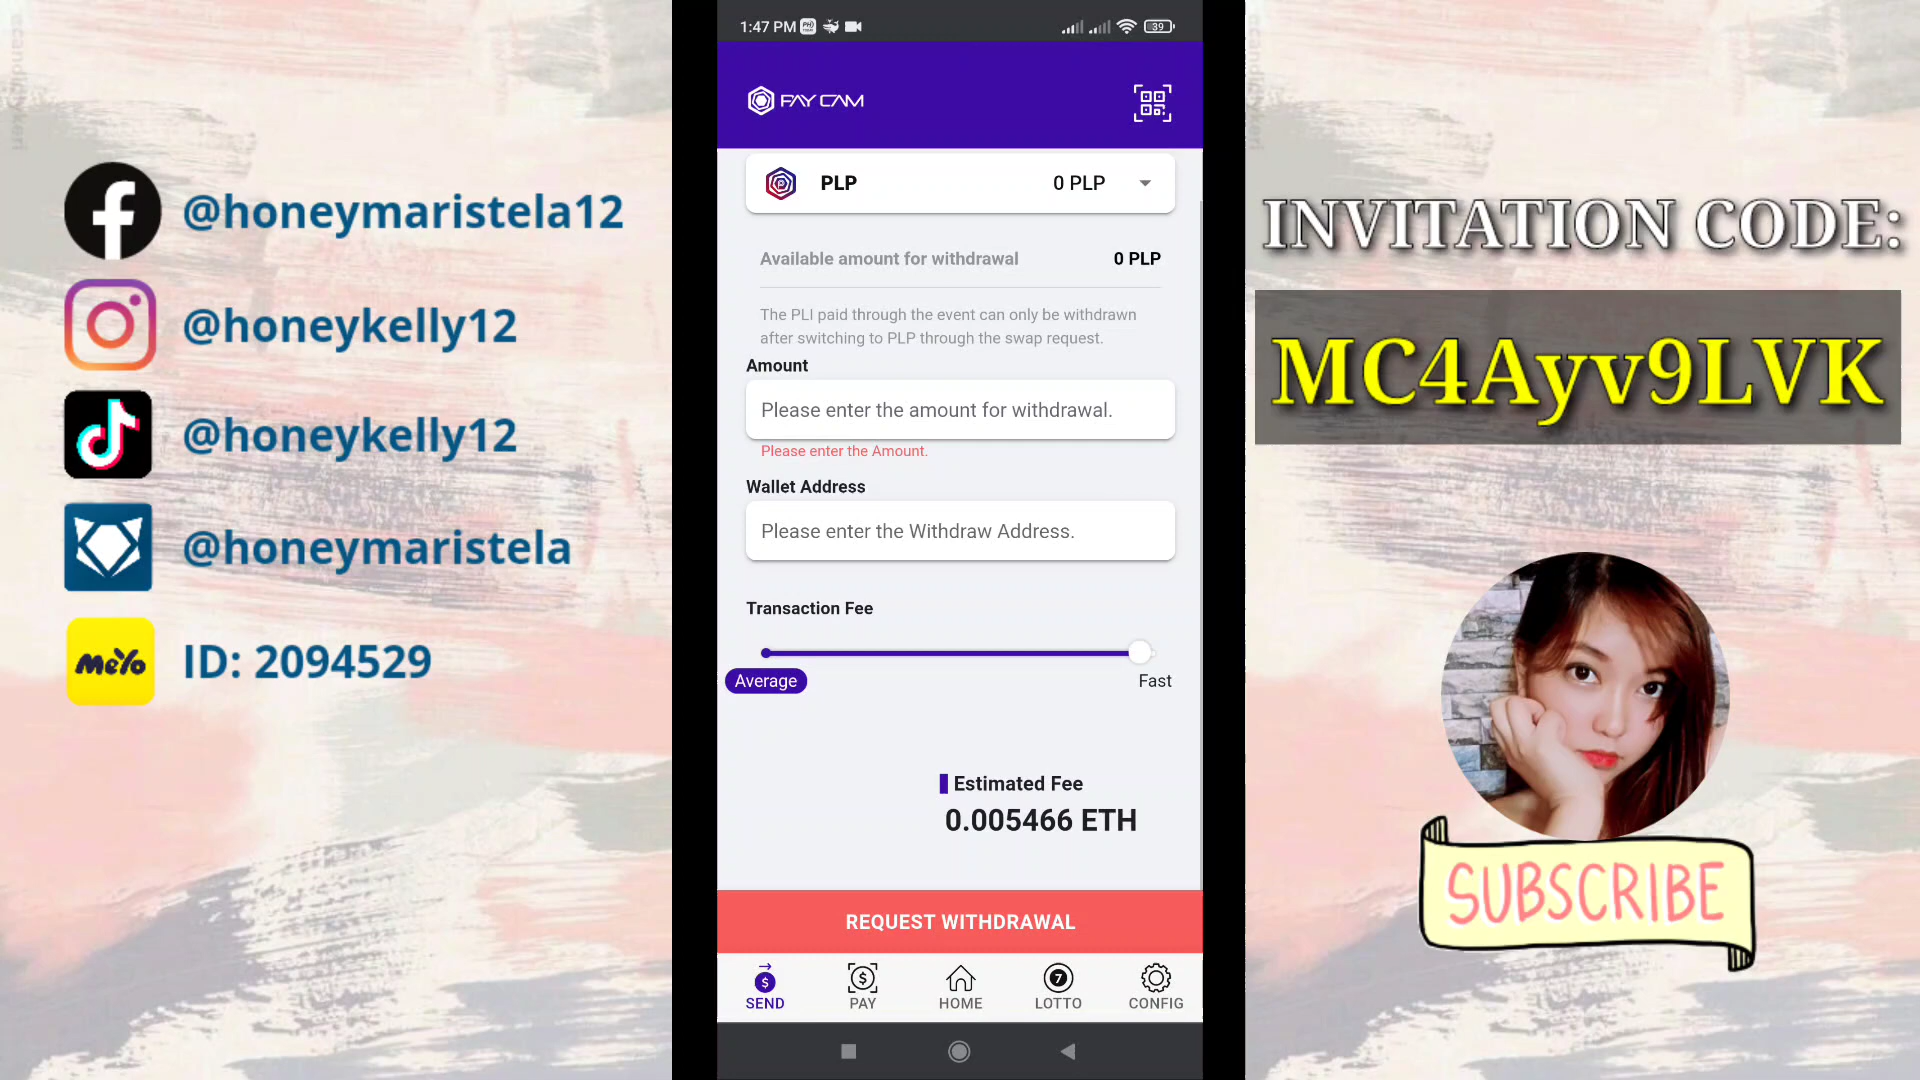 @honeymaristela12
@honeykelly12
@honeykelly12
@honeymaristela
MeYo
ID: 2094529
1:47 PM
39
PAY CAM
PLP
0 PLP
Available amount for withdrawal
0 PLP
The PLI paid through the event can only be withdrawn
after switching to PLP through the swap request.
Amount
Please enter the amount for withdrawal.
Please enter the Amount.
Wallet Address
Please enter the Withdraw Address.
Transaction Fee
Average
Fast
Estimated Fee
0.005466 ETH
REQUEST WITHDRAWAL
SEND
PAY
HOME
LOTTO
CONFIG
INVITATION CODE:
MC4Ayv9LVK
SUBSCRIBE